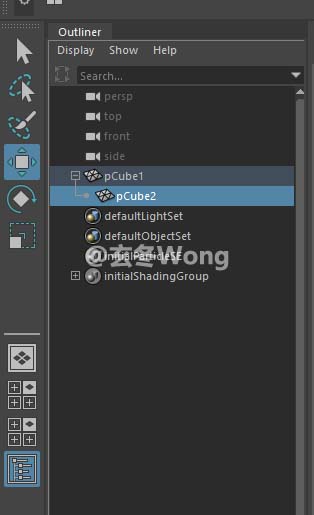 Outliner
Display Show Help
Search...
persp
top
front
side
pCube1
pCube2
defaultLightSet
defaultObjectSet
initialParticleSE
@去冬Wong
initialShadingGroup